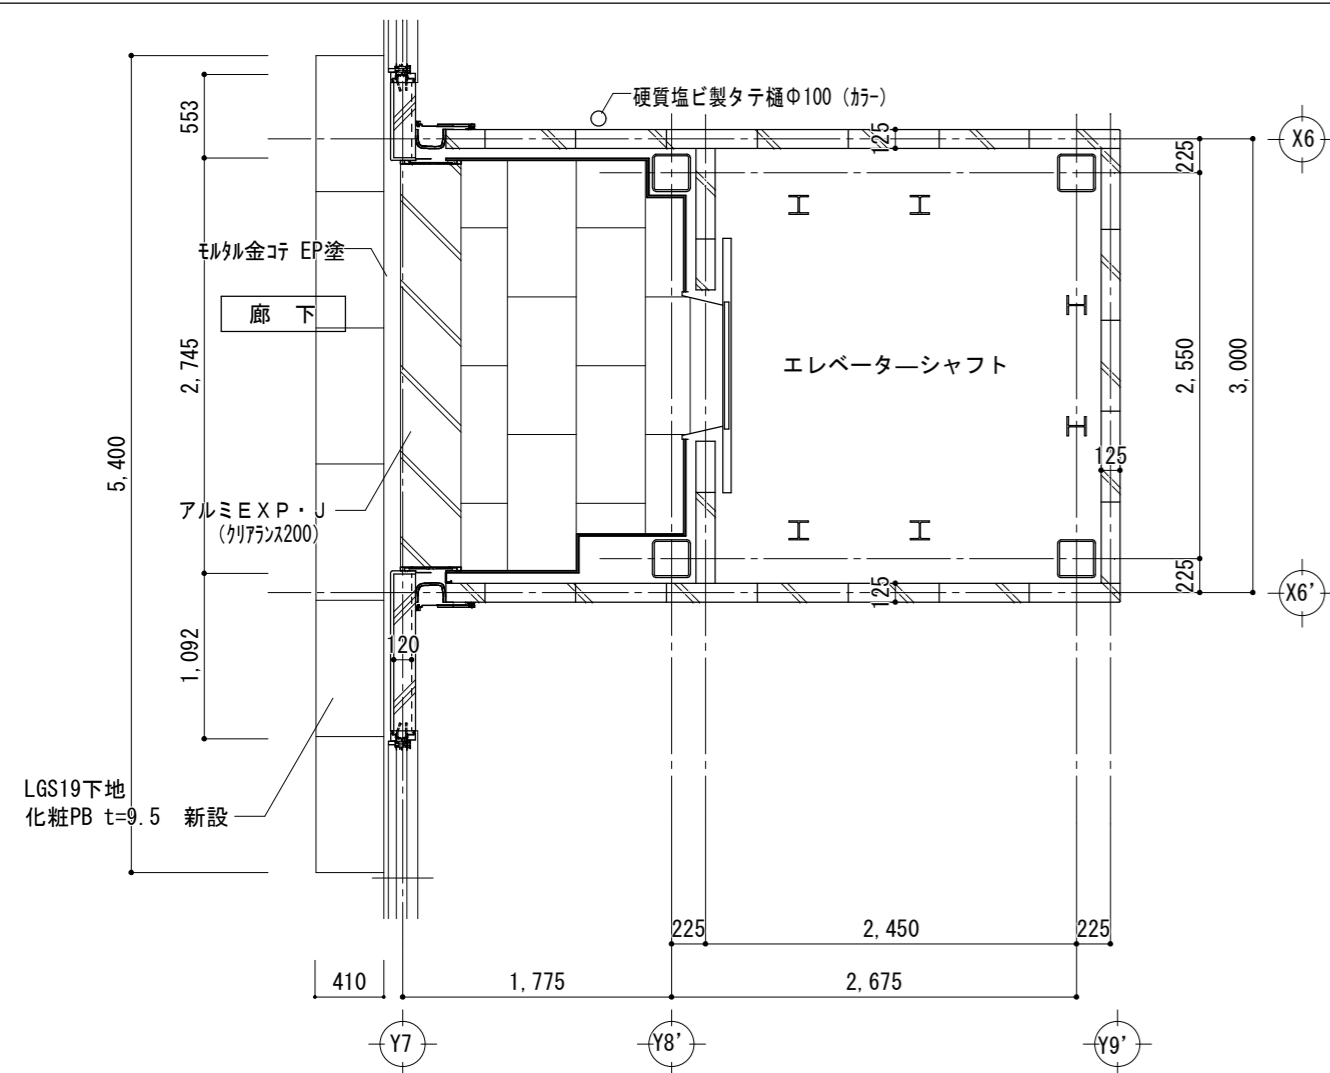 硬質塩ビ製タテ樋Φ100 (ｶﾗｰ)
553
125
225
X6
ﾓﾙﾀﾙ金ｺﾃ EP塗
廊 下
2,745
エレベーターシャフト
2,550
3,000
5,400
125
アルミＥＸＰ・Ｊ
(ｸﾘｱﾗﾝｽ200)
125
225
X6'
1,092
120
LGS19下地
化粧PB t=9.5 新設
225
2,450
225
410
1,775
2,675
Y7
Y8'
Y9'